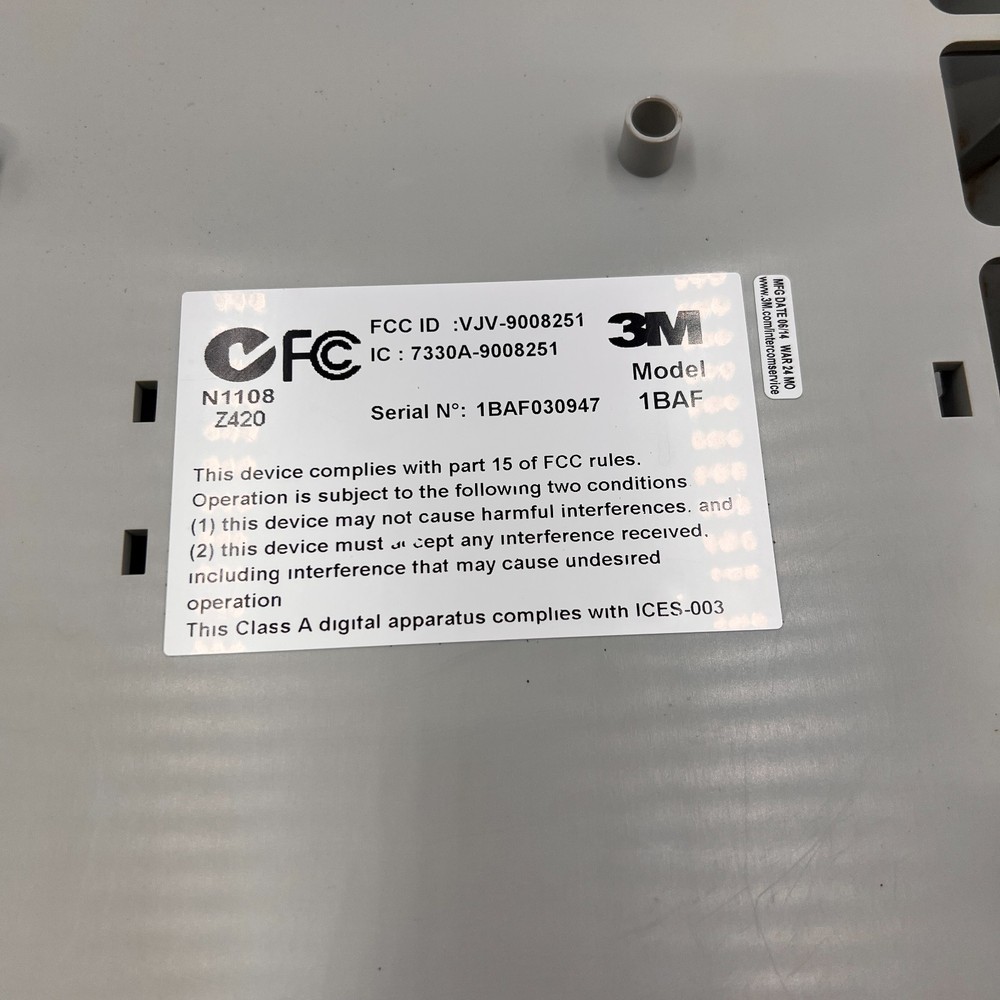 FCC ID :VJV-9008251
IC : 7330A-9008251
3M
Model
1BAF
N1108
Z420
Serial N°: 1BAF030947
This device complies with part 15 of FCC rules.
Operation is subject to the following two conditions
(1) this device may not cause harmful interferences. and
(2) this device must accept any interference received,
including interference that may cause undesired
operation
This Class A digital apparatus complies with ICES-003
MFG DATE 06/14 WAR 24 MO
www.3M.com/intercomservice